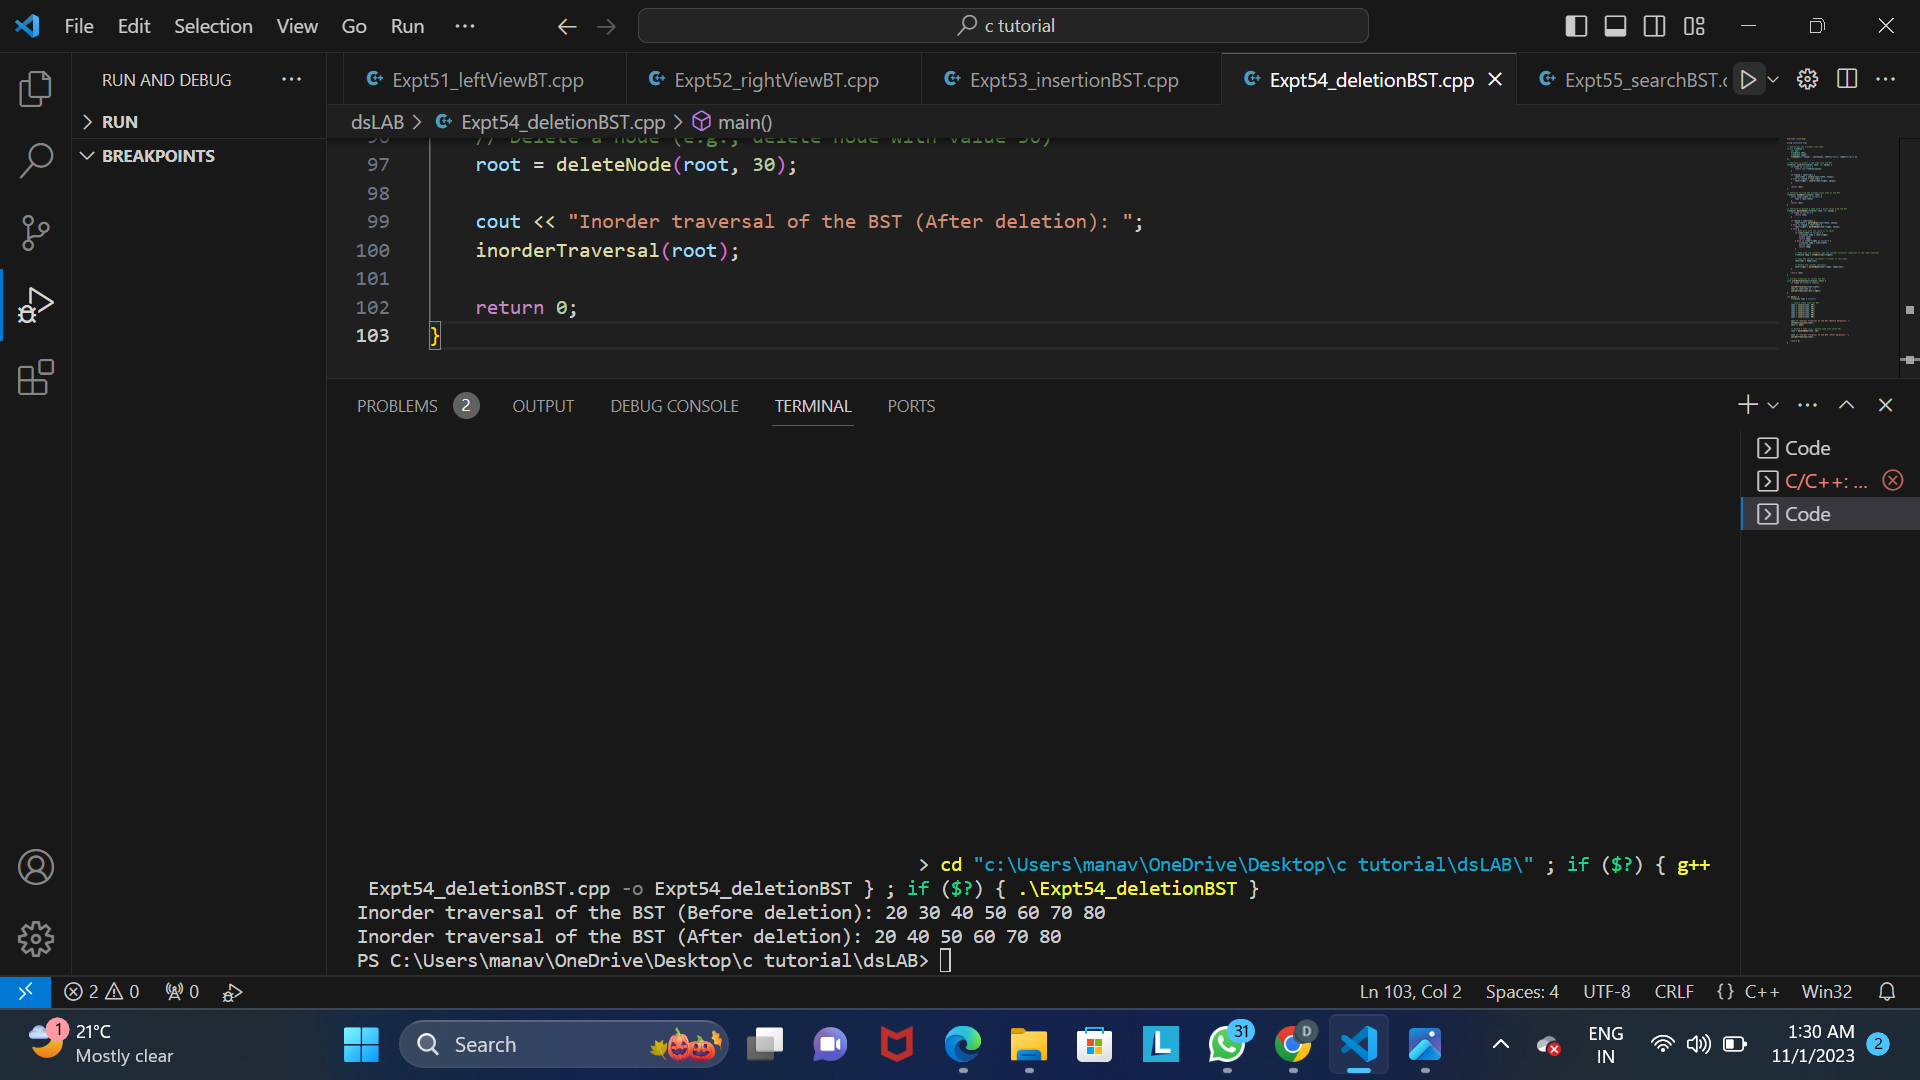 File Edit Selection View Go Run ··· c tutorial
RUN AND DEBUG ··· Expt51_leftViewBT.cpp Expt52_rightViewBT.cpp Expt53_insertionBST.cpp Expt54_deletionBST.cpp Expt55_searchBST.c
RUN
BREAKPOINTS
dsLAB > Expt54_deletionBST.cpp > main()
96 // Delete a node (e.g., delete node with value 30)
97 root = deleteNode(root, 30);
98
99 cout << "Inorder traversal of the BST (After deletion): ";
100 inorderTraversal(root);
101
102 return 0;
103 }
PROBLEMS 2 OUTPUT DEBUG CONSOLE TERMINAL PORTS
Code
C/C++: ...
Code
> cd "c:\Users\manav\OneDrive\Desktop\c tutorial\dsLAB\" ; if ($?) { g++
Expt54_deletionBST.cpp -o Expt54_deletionBST } ; if ($?) { .\Expt54_deletionBST }
Inorder traversal of the BST (Before deletion): 20 30 40 50 60 70 80
Inorder traversal of the BST (After deletion): 20 40 50 60 70 80
PS C:\Users\manav\OneDrive\Desktop\c tutorial\dsLAB>
2 0 0 Ln 103, Col 2 Spaces: 4 UTF-8 CRLF {} C++ Win32
1 21°C
Mostly clear
Search
L
31
D
ENG
IN
1:30 AM
11/1/2023
2